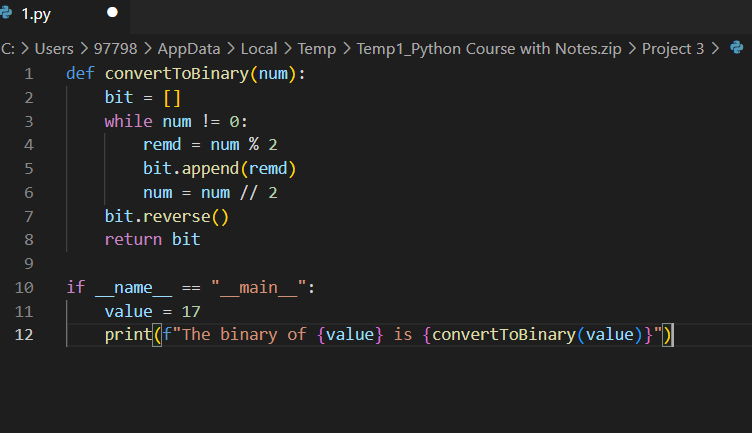 1.py
C: > Users > 97798 > AppData > Local > Temp > Temp1_Python Course with Notes.zip > Project 3 >
1 def convertToBinary(num):
2     bit = []
3     while num != 0:
4         remd = num % 2
5         bit.append(remd)
6         num = num // 2
7     bit.reverse()
8     return bit
9
10 if __name__ == "__main__":
11     value = 17
12     print(f"The binary of {value} is {convertToBinary(value)}")